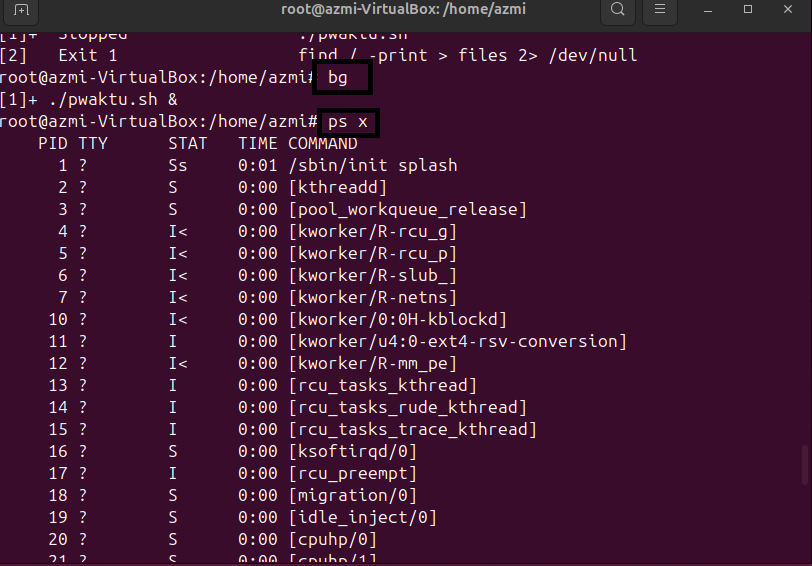 root@azmi-VirtualBox: /home/azmi
[1]+  Stopped                 ./pwaktu.sh
[2]   Exit 1                  find / -print > files 2> /dev/null
root@azmi-VirtualBox:/home/azmi# bg
[1]+ ./pwaktu.sh &
root@azmi-VirtualBox:/home/azmi# ps x
    PID TTY      STAT   TIME COMMAND
      1 ?        Ss     0:01 /sbin/init splash
      2 ?        S      0:00 [kthreadd]
      3 ?        S      0:00 [pool_workqueue_release]
      4 ?        I<     0:00 [kworker/R-rcu_g]
      5 ?        I<     0:00 [kworker/R-rcu_p]
      6 ?        I<     0:00 [kworker/R-slub_]
      7 ?        I<     0:00 [kworker/R-netns]
     10 ?        I<     0:00 [kworker/0:0H-kblockd]
     11 ?        I      0:00 [kworker/u4:0-ext4-rsv-conversion]
     12 ?        I<     0:00 [kworker/R-mm_pe]
     13 ?        I      0:00 [rcu_tasks_kthread]
     14 ?        I      0:00 [rcu_tasks_rude_kthread]
     15 ?        I      0:00 [rcu_tasks_trace_kthread]
     16 ?        S      0:00 [ksoftirqd/0]
     17 ?        I      0:00 [rcu_preempt]
     18 ?        S      0:00 [migration/0]
     19 ?        S      0:00 [idle_inject/0]
     20 ?        S      0:00 [cpuhp/0]
     21 ?        S      0:00 [cpuhp/1]